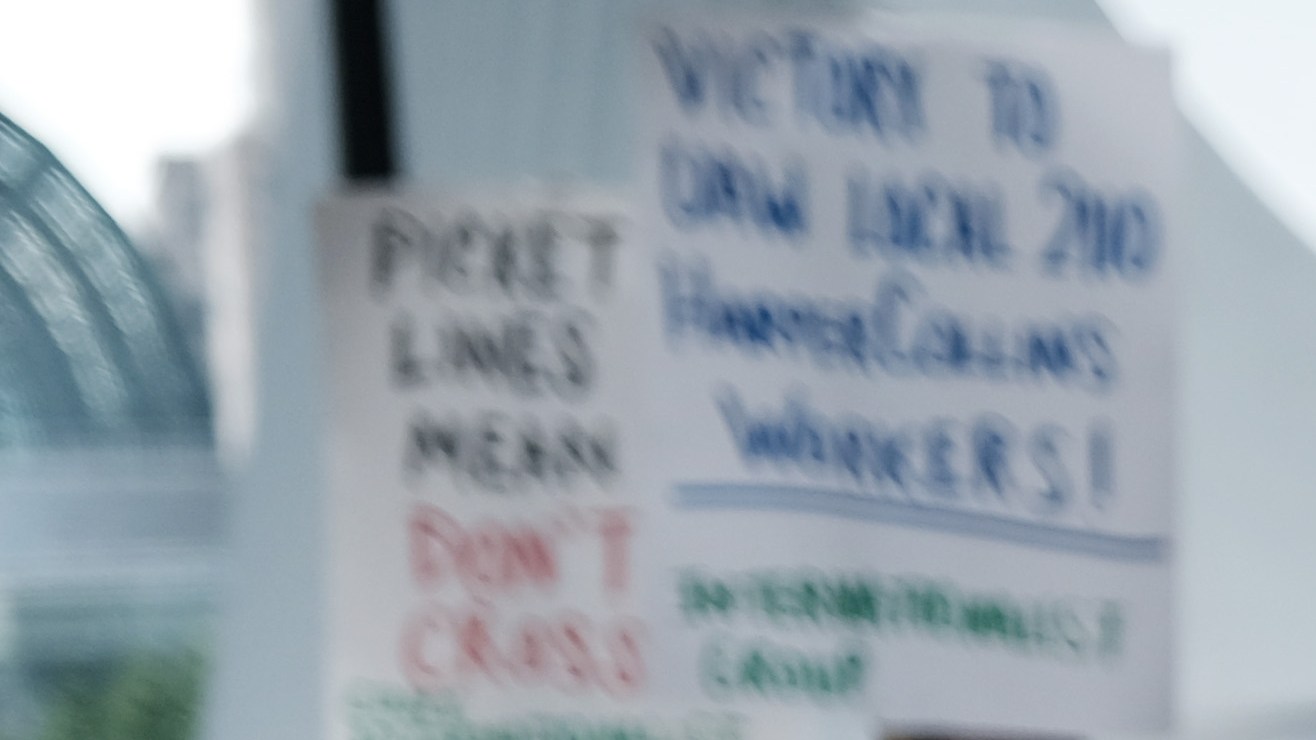 PICKET
LINES
MEAN
DON'T
CROSS
VICTORY TO
UAW LOCAL 2110
HARPERCOLLINS
WORKERS!
INTERNATIONALIST
GROUP